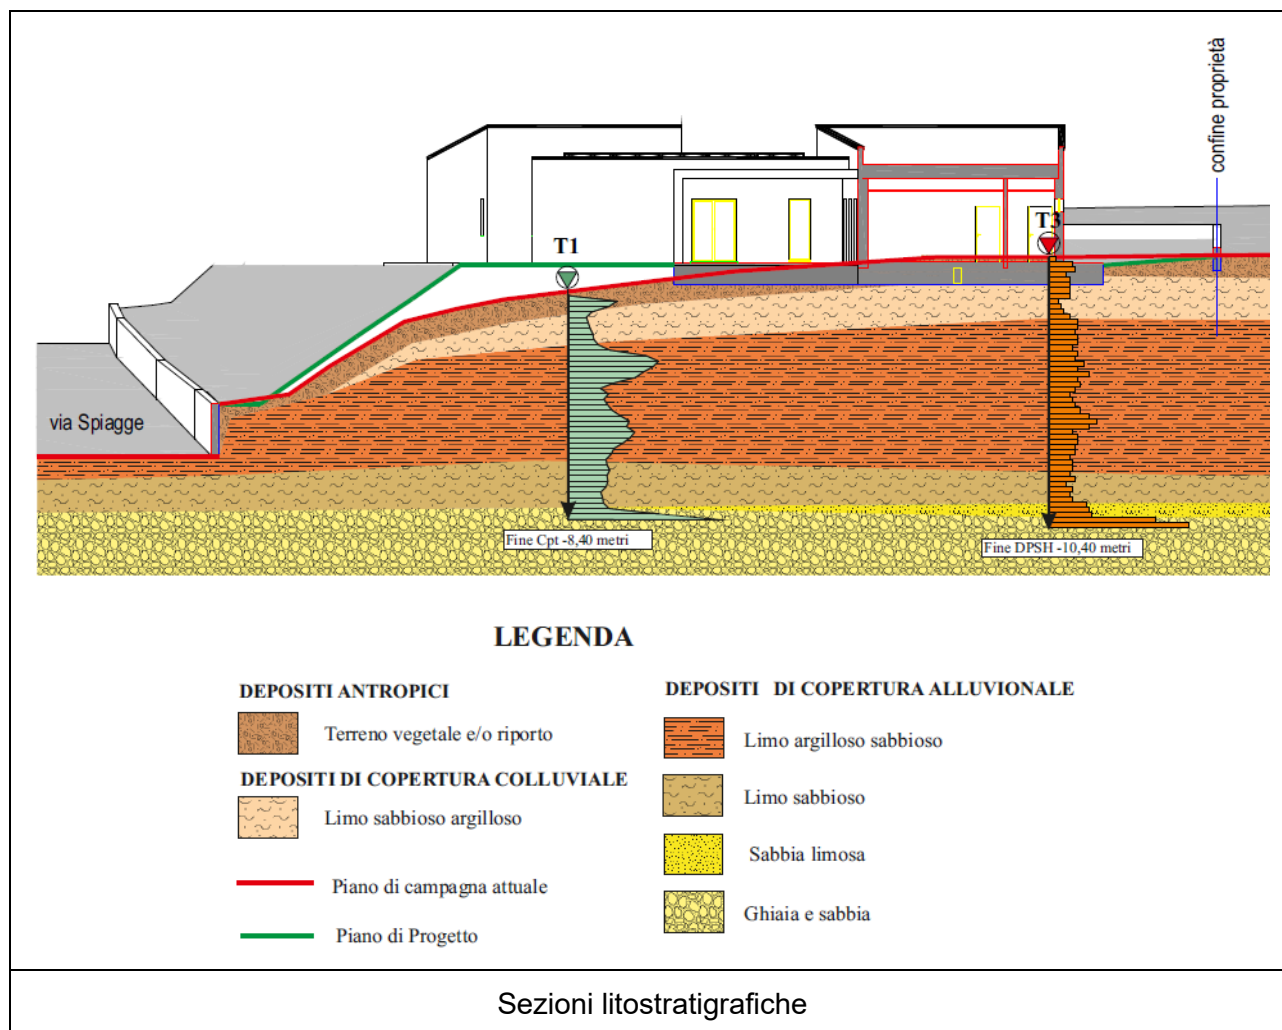 confine proprietà
T1
T3
via Spiagge
Fine Cpt -8,40 metri
Fine DPSH -10,40 metri
LEGENDA
DEPOSITI ANTROPICI
Terreno vegetale e/o riporto
DEPOSITI DI COPERTURA COLLUVIALE
Limo sabbioso argilloso
Piano di campagna attuale
Piano di Progetto
DEPOSITI DI COPERTURA ALLUVIONALE
Limo argilloso sabbioso
Limo sabbioso
Sabbia limosa
Ghiaia e sabbia
Sezioni litostratigrafiche